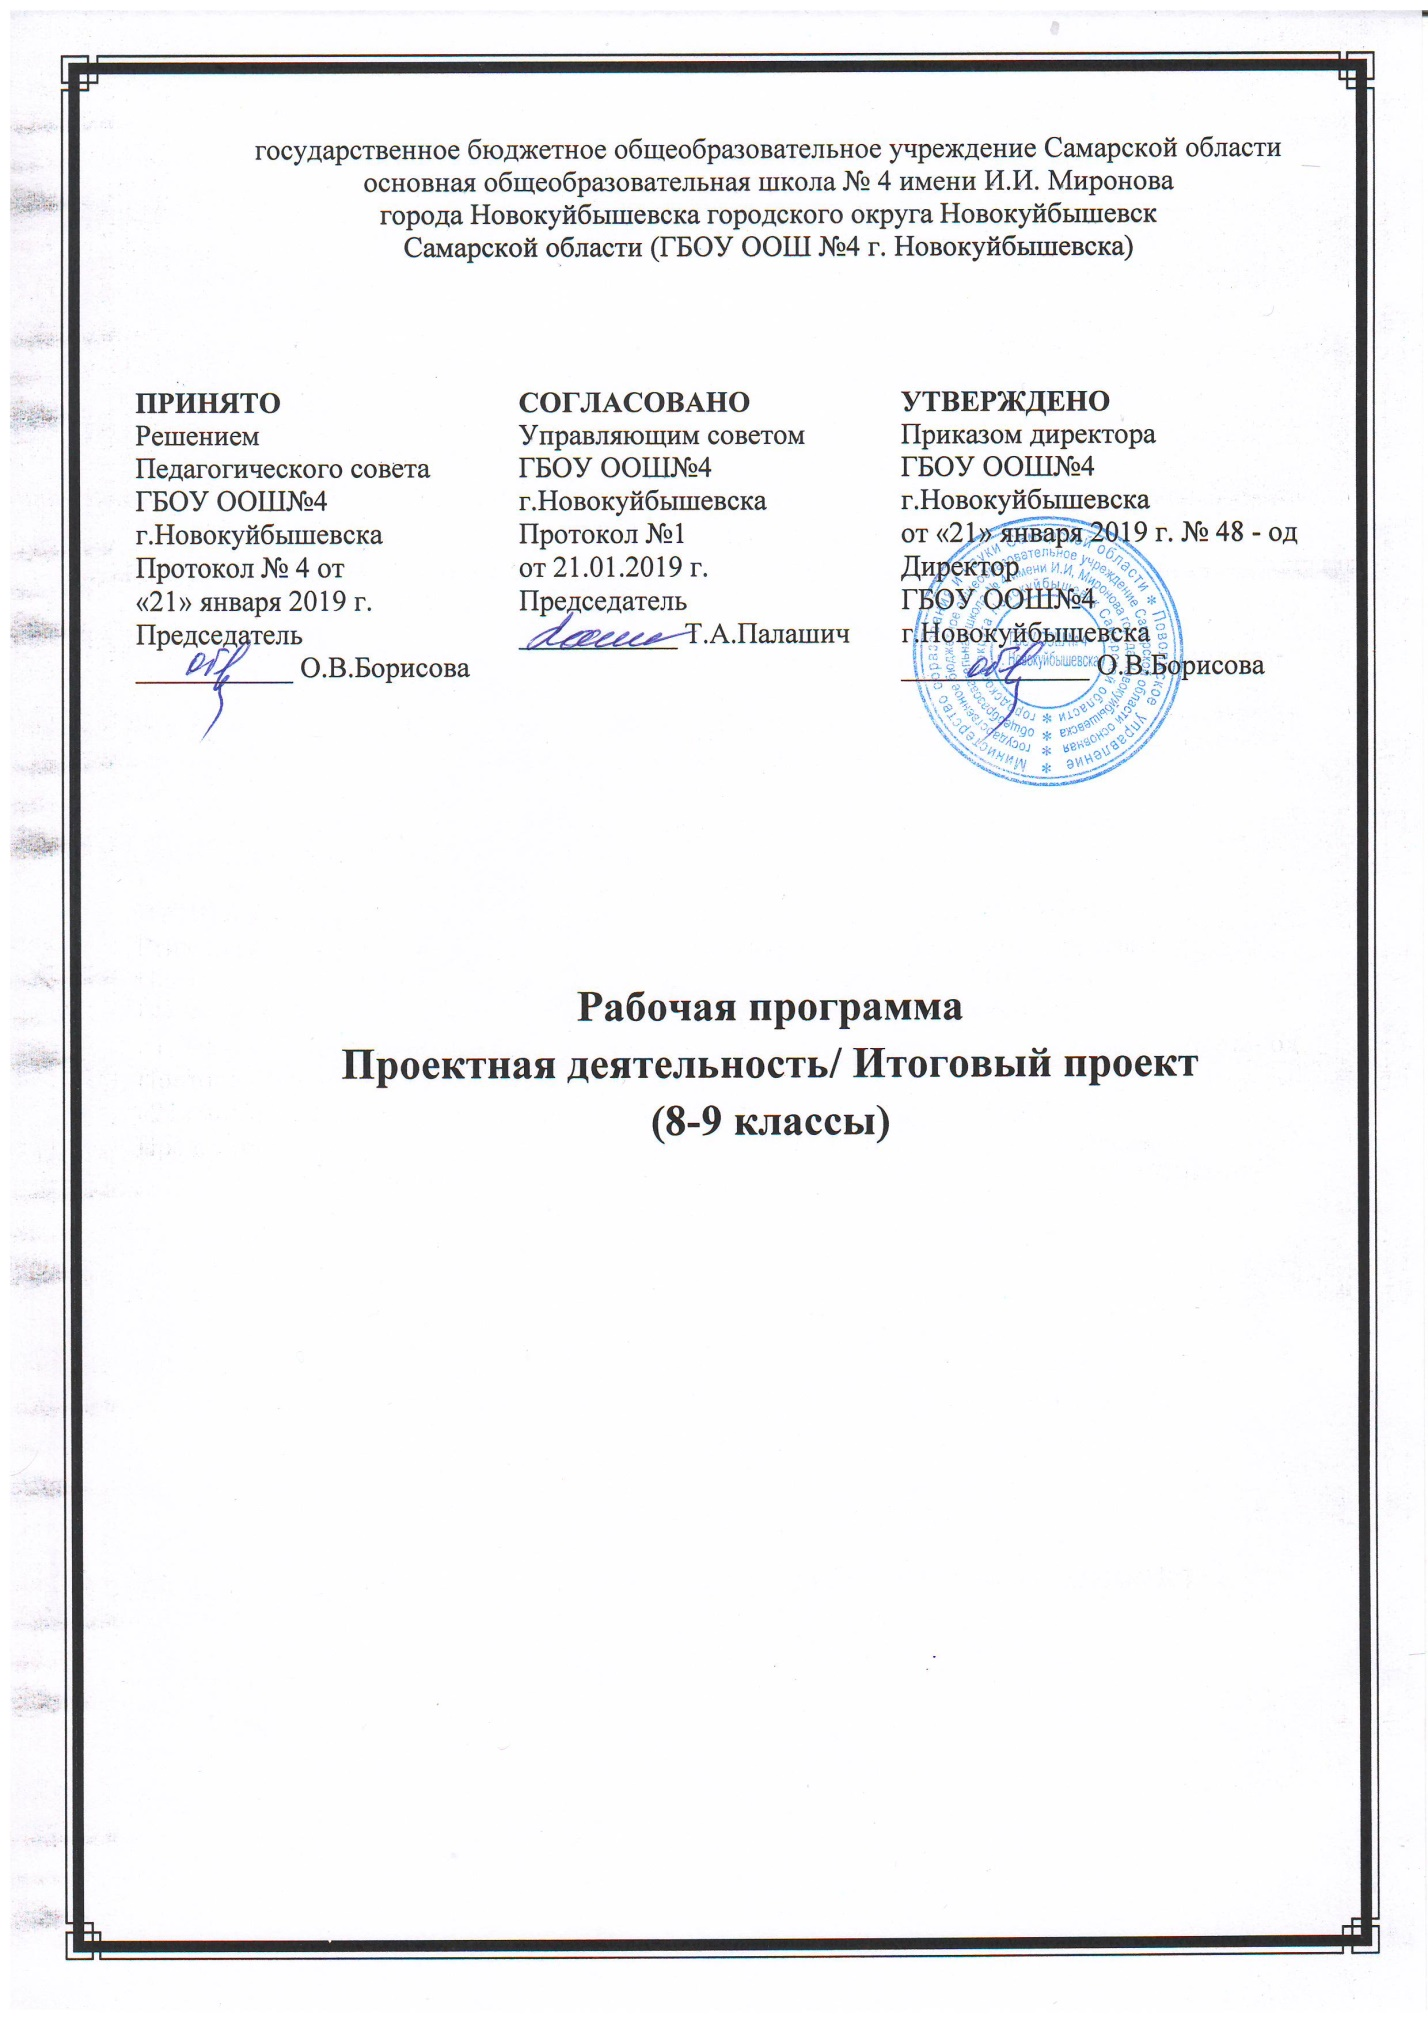 государственное бюджетное общеобразовательное учреждение Самарской области
основная общеобразовательная школа № 4 имени И.И. Миронова
города Новокуйбышевска городского округа Новокуйбышевск
Самарской области (ГБОУ ООШ №4 г. Новокуйбышевска)
ПРИНЯТО
Решением
Педагогического совета
ГБОУ ООШ№4
г.Новокуйбышевска
Протокол № 4 от
«21» января 2019 г.
Председатель
____________ О.В.Борисова
СОГЛАСОВАНО
Управляющим советом
ГБОУ ООШ№4
г.Новокуйбышевска
Протокол №1
от 21.01.2019 г.
Председатель
____________ Т.А.Палашич
УТВЕРЖДЕНО
Приказом директора
ГБОУ ООШ№4
г.Новокуйбышевска
от «21» января 2019 г. № 48 - од
Директор
ГБОУ ООШ№4
г.Новокуйбышевска
______________ О.В.Борисова
Рабочая программа
Проектная деятельность/ Итоговый проект
(8-9 классы)